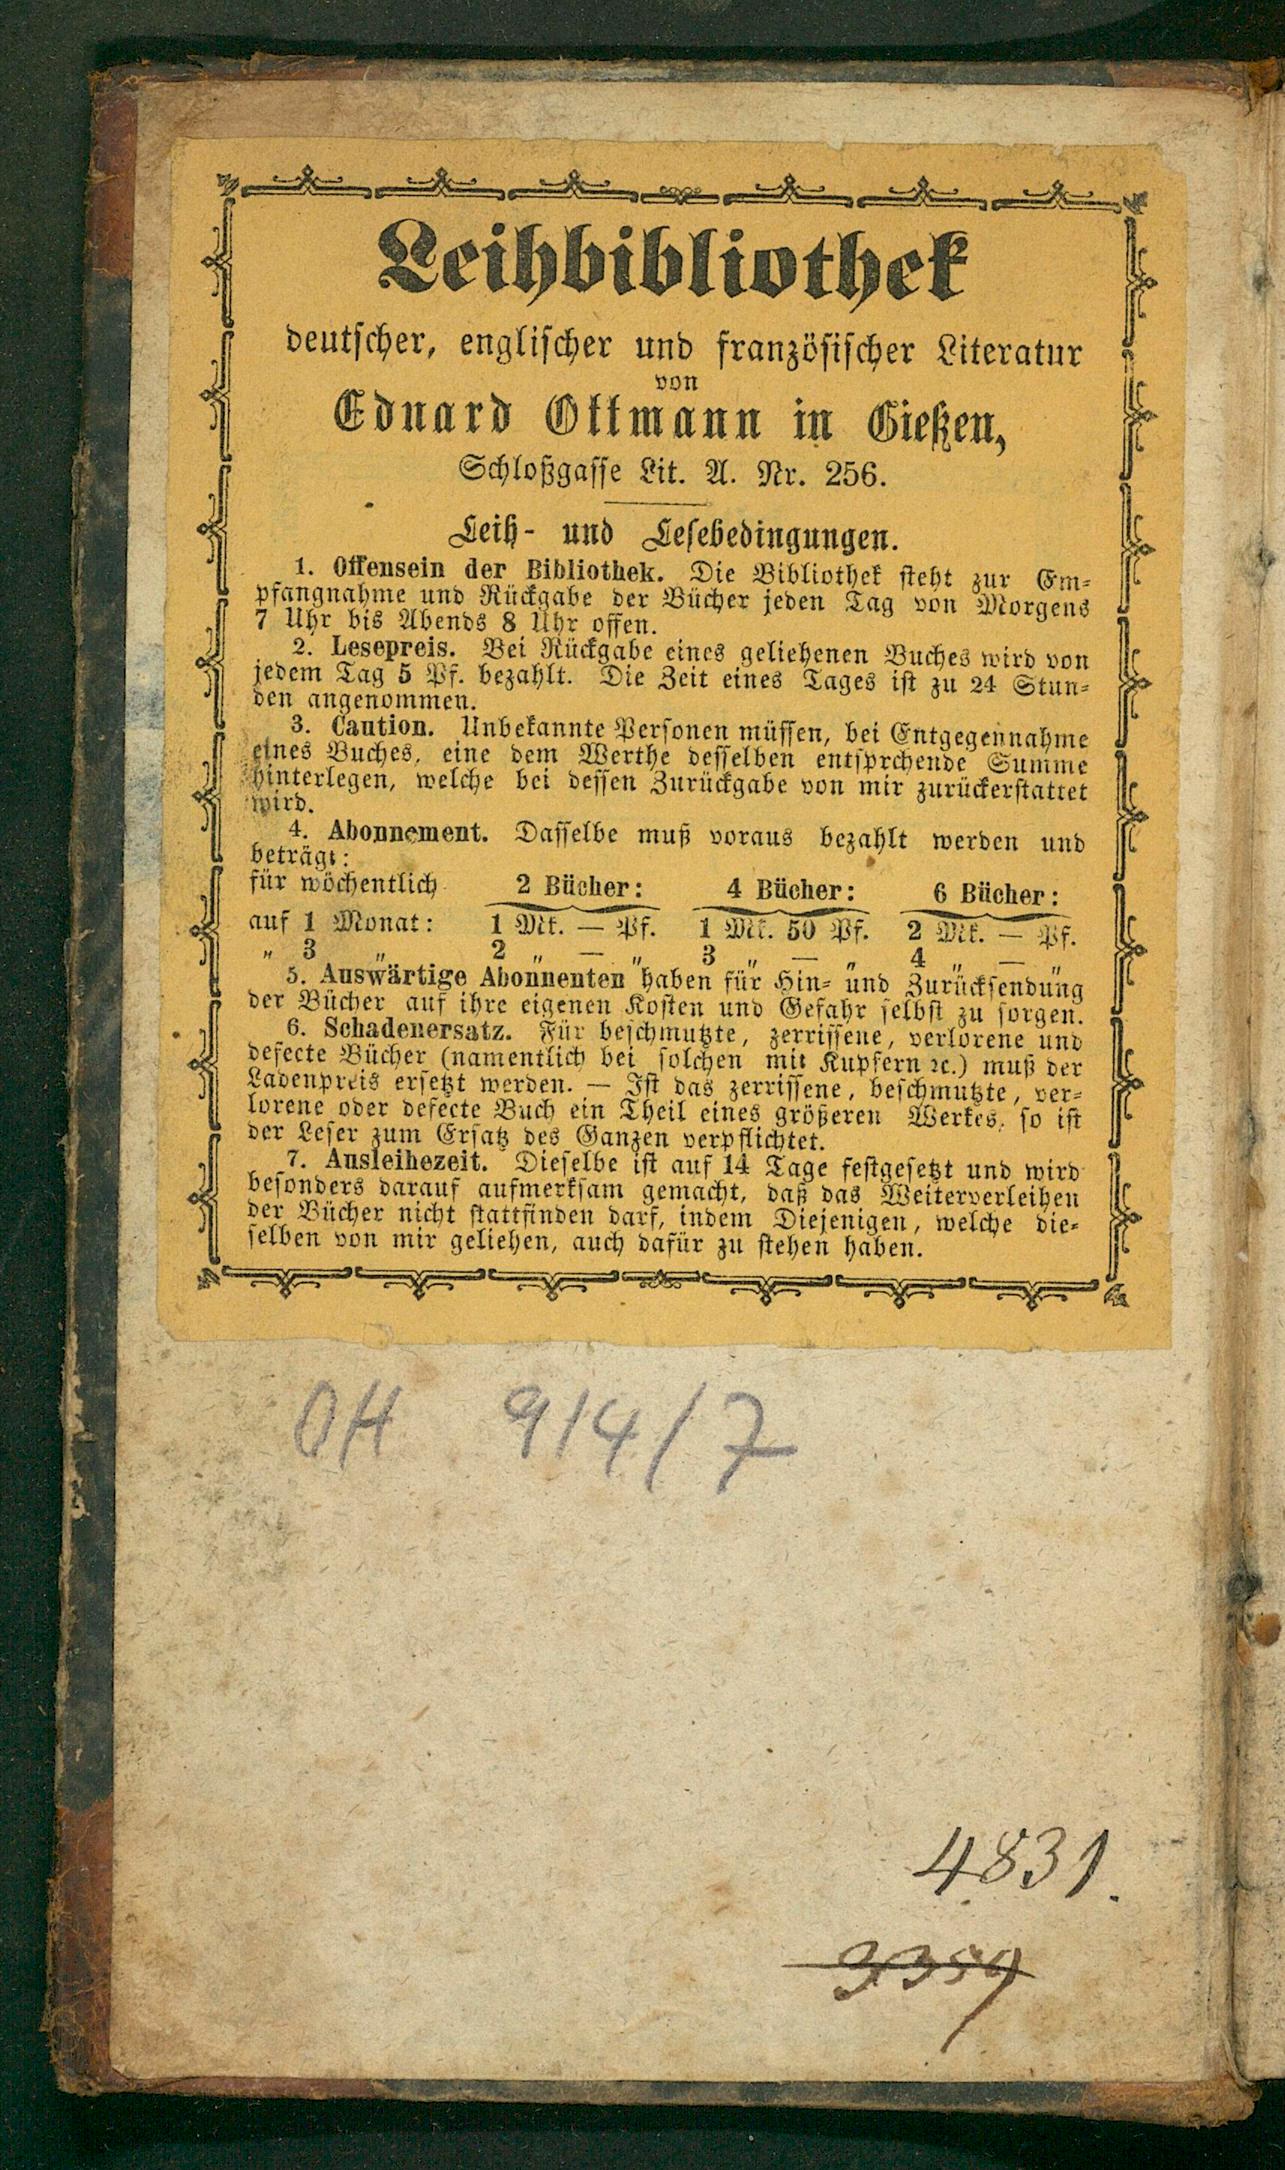 Leihbibliothek
deutscher, englischer und französischer Literatur
von
Eduard Ottmann in Gießen,
Schloßgasse Lit. A. Nr. 256.
Leih- und Lesebedingungen.
1. Offensein der Bibliothek. Die Bibliothek steht zur Em-
pfangnahme und Rückgabe der Bücher jeden Tag von Morgens
7 Uhr bis Abends 8 Uhr offen.
2. Lesepreis. Bei Rückgabe eines geliehenen Buches wird von
jedem Tag 5 Pf. bezahlt. Die Zeit eines Tages ist zu 24 Stun-
den angenommen.
3. Caution. Unbekannte Personen müssen, bei Entgegennahme
eines Buches, eine dem Werthe desselben entsprchende Summe
hinterlegen, welche bei dessen Zurückgabe von mir zurückerstattet
wird.
4. Abonnement. Dasselbe muß voraus bezahlt werden und
beträgt:
für wöchentlich 2 Bücher: 4 Bücher: 6 Bücher:
auf 1 Monat: 1 Mk. — Pf. 1 Mk. 50 Pf. 2 Mk. — Pf.
„ 3 „ 2 „ — „ 3 „ — „ 4 „ — „
5. Auswärtige Abonnenten haben für Hin- und Zurücksendung
der Bücher auf ihre eigenen Kosten und Gefahr selbst zu sorgen.
6. Schadenersatz. Für beschmutzte, zerrissene, verlorene und
defecte Bücher (namentlich bei solchen mit Kupfern ꝛc.) muß der
Ladenpreis ersetzt werden. — Ist das zerrissene, beschmutzte, ver-
lorene oder defecte Buch ein Theil eines größeren Werkes, so ist
der Leser zum Ersatz des Ganzen verpflichtet.
7. Ausleihezeit. Dieselbe ist auf 14 Tage festgesetzt und wird
besonders darauf aufmerksam gemacht, daß das Weiterverleihen
der Bücher nicht stattfinden darf, indem Diejenigen, welche die-
selben von mir geliehen, auch dafür zu stehen haben.
OH 914/7
4831.
3359